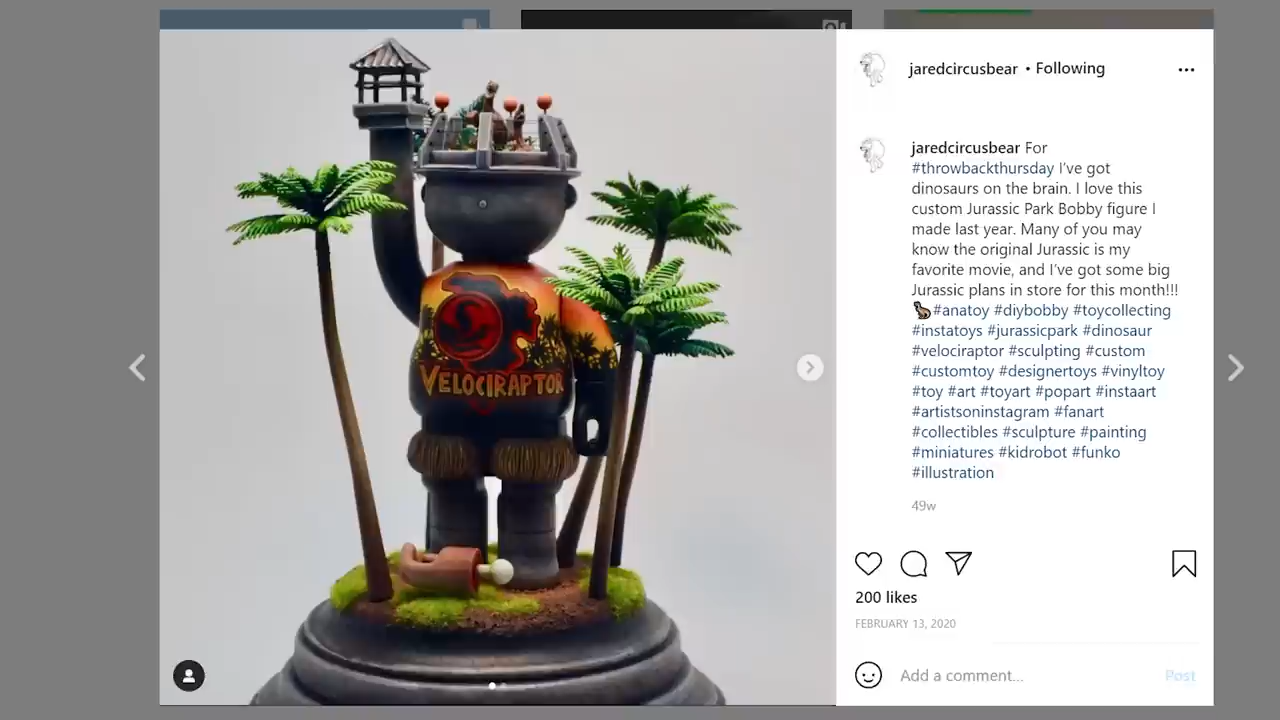 VELOCIRAPTOR
jaredcircusbear • Following
jaredcircusbear For
#throwbackthursday I've got
dinosaurs on the brain. I love this
custom Jurassic Park Bobby figure I
made last year. Many of you may
know the original Jurassic is my
favorite movie, and I've got some big
Jurassic plans in store for this month!!!
🦕#anatoy #diybobby #toycollecting
#instatoys #jurassicpark #dinosaur
#velociraptor #sculpting #custom
#customtoy #designertoys #vinyltoy
#toy #art #toyart #popart #instaart
#artistsoninstagram #fanart
#collectibles #sculpture #painting
#miniatures #kidrobot #funko
#illustration
49w
200 likes
FEBRUARY 13, 2020
Add a comment...
Post